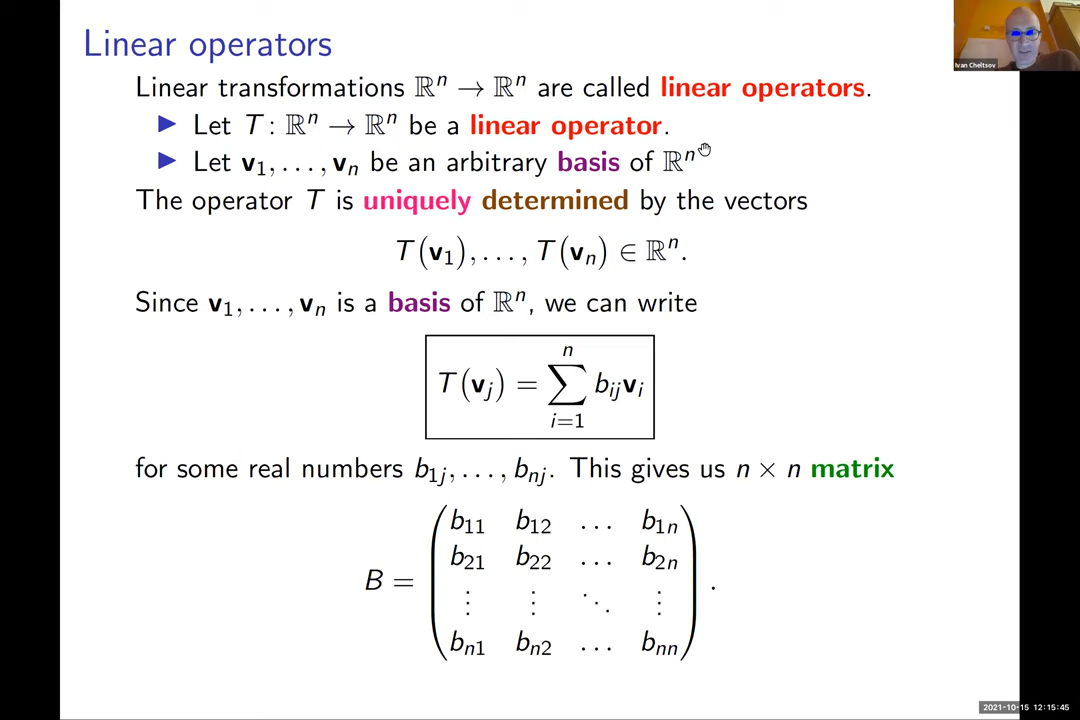 Linear operators
Ivan Cheltsov
Linear transformations ℝⁿ → ℝⁿ are called linear operators.
▶ Let T : ℝⁿ → ℝⁿ be a linear operator.
▶ Let v₁, . . . , vₙ be an arbitrary basis of ℝⁿ
The operator T is uniquely determined by the vectors
T(v₁), . . . , T(vₙ) ∈ ℝⁿ.
Since v₁, . . . , vₙ is a basis of ℝⁿ, we can write
T(vⱼ) = ∑ⁿᵢ₌₁ bᵢⱼvᵢ
for some real numbers b₁ⱼ, . . . , bₙⱼ. This gives us n × n matrix
B = ( b₁₁ b₁₂ . . . b₁ₙ
b₂₁ b₂₂ . . . b₂ₙ
⋮ ⋮ ⋱ ⋮
bₙ₁ bₙ₂ . . . bₙₙ ) .
2021-10-15 12:15:45